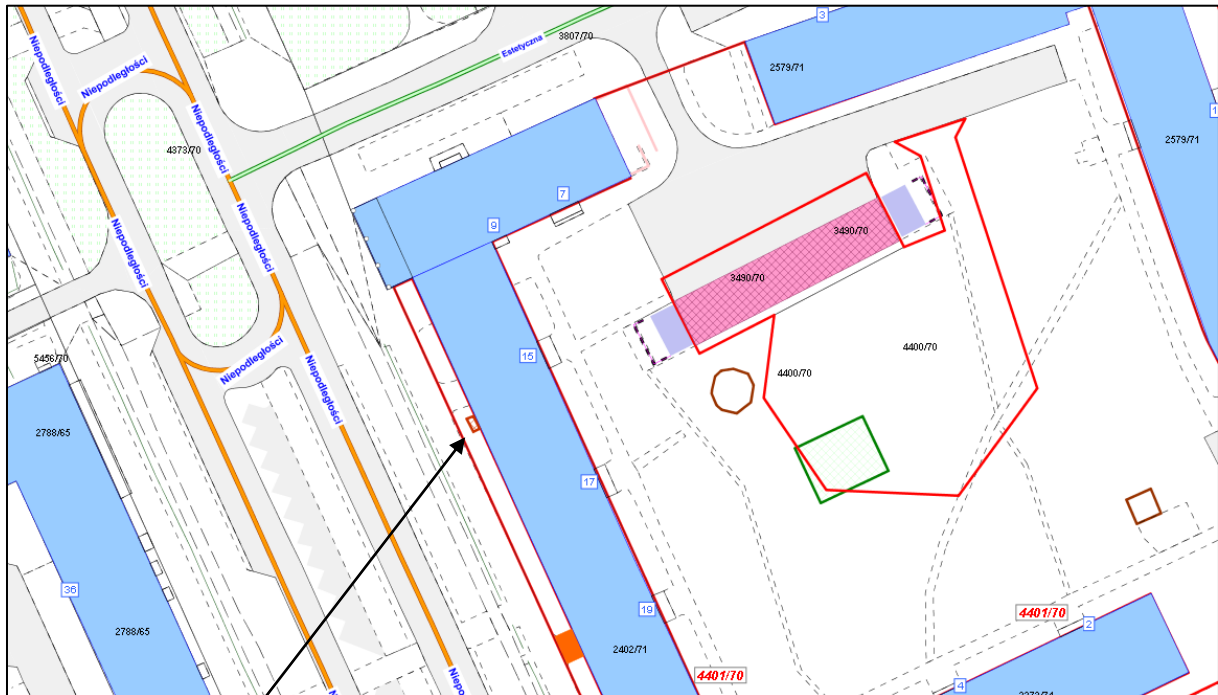 3
3807/70
Estetyczna
2579/71
Niepodległości
Niepodległości
Niepodległości
4373/70
2579/71
7
9
3490/70
Niepodległości
Niepodległości
3490/70
4400/70
15
5456/70
Niepodległości
Niepodległości
4400/70
2788/65
17
36
19
4401/70
2
2788/65
2402/71
4401/70
4